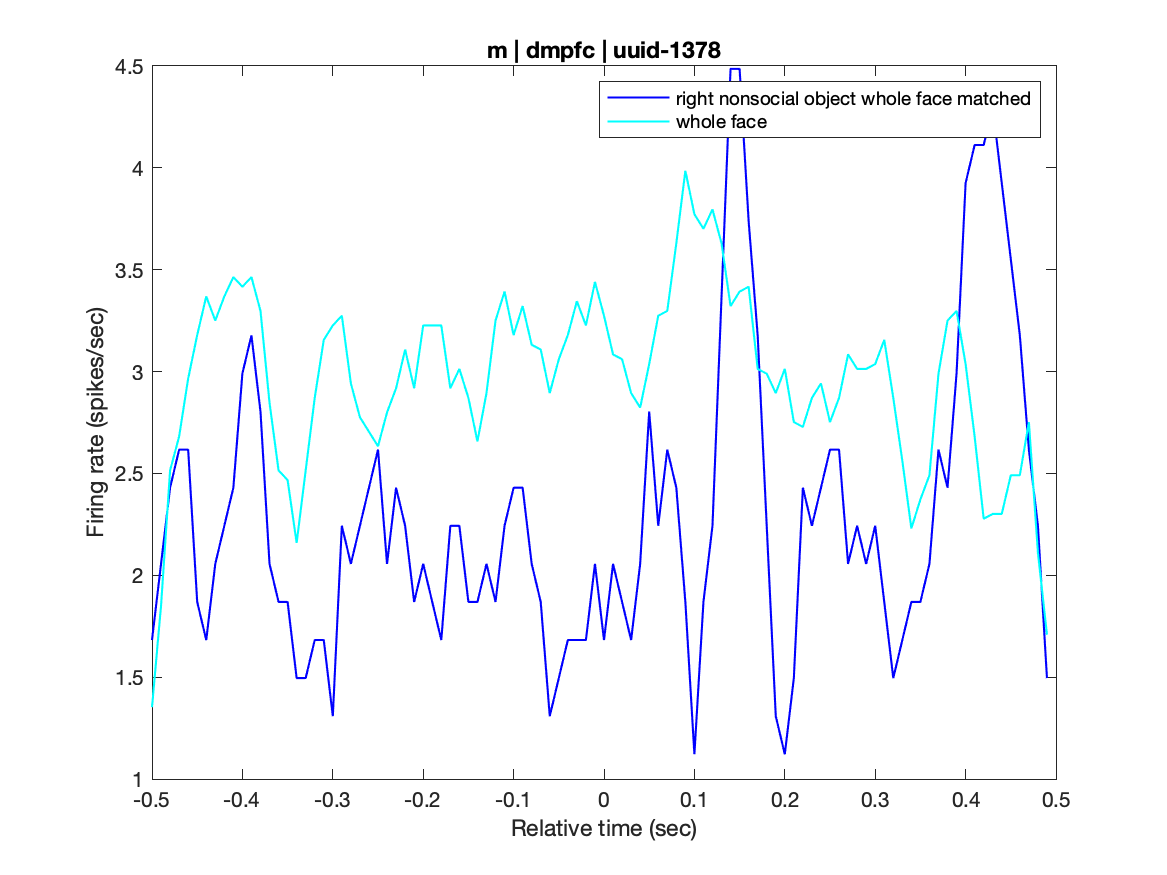 m | dmpfc | uuid-1378
4.5
right nonsocial object whole face matched
whole face
4
3.5
3
2.5
2
1.5
1
Firing rate (spikes/sec)
-0.5 -0.4 -0.3 -0.2 -0.1 0 0.1 0.2 0.3 0.4 0.5
Relative time (sec)